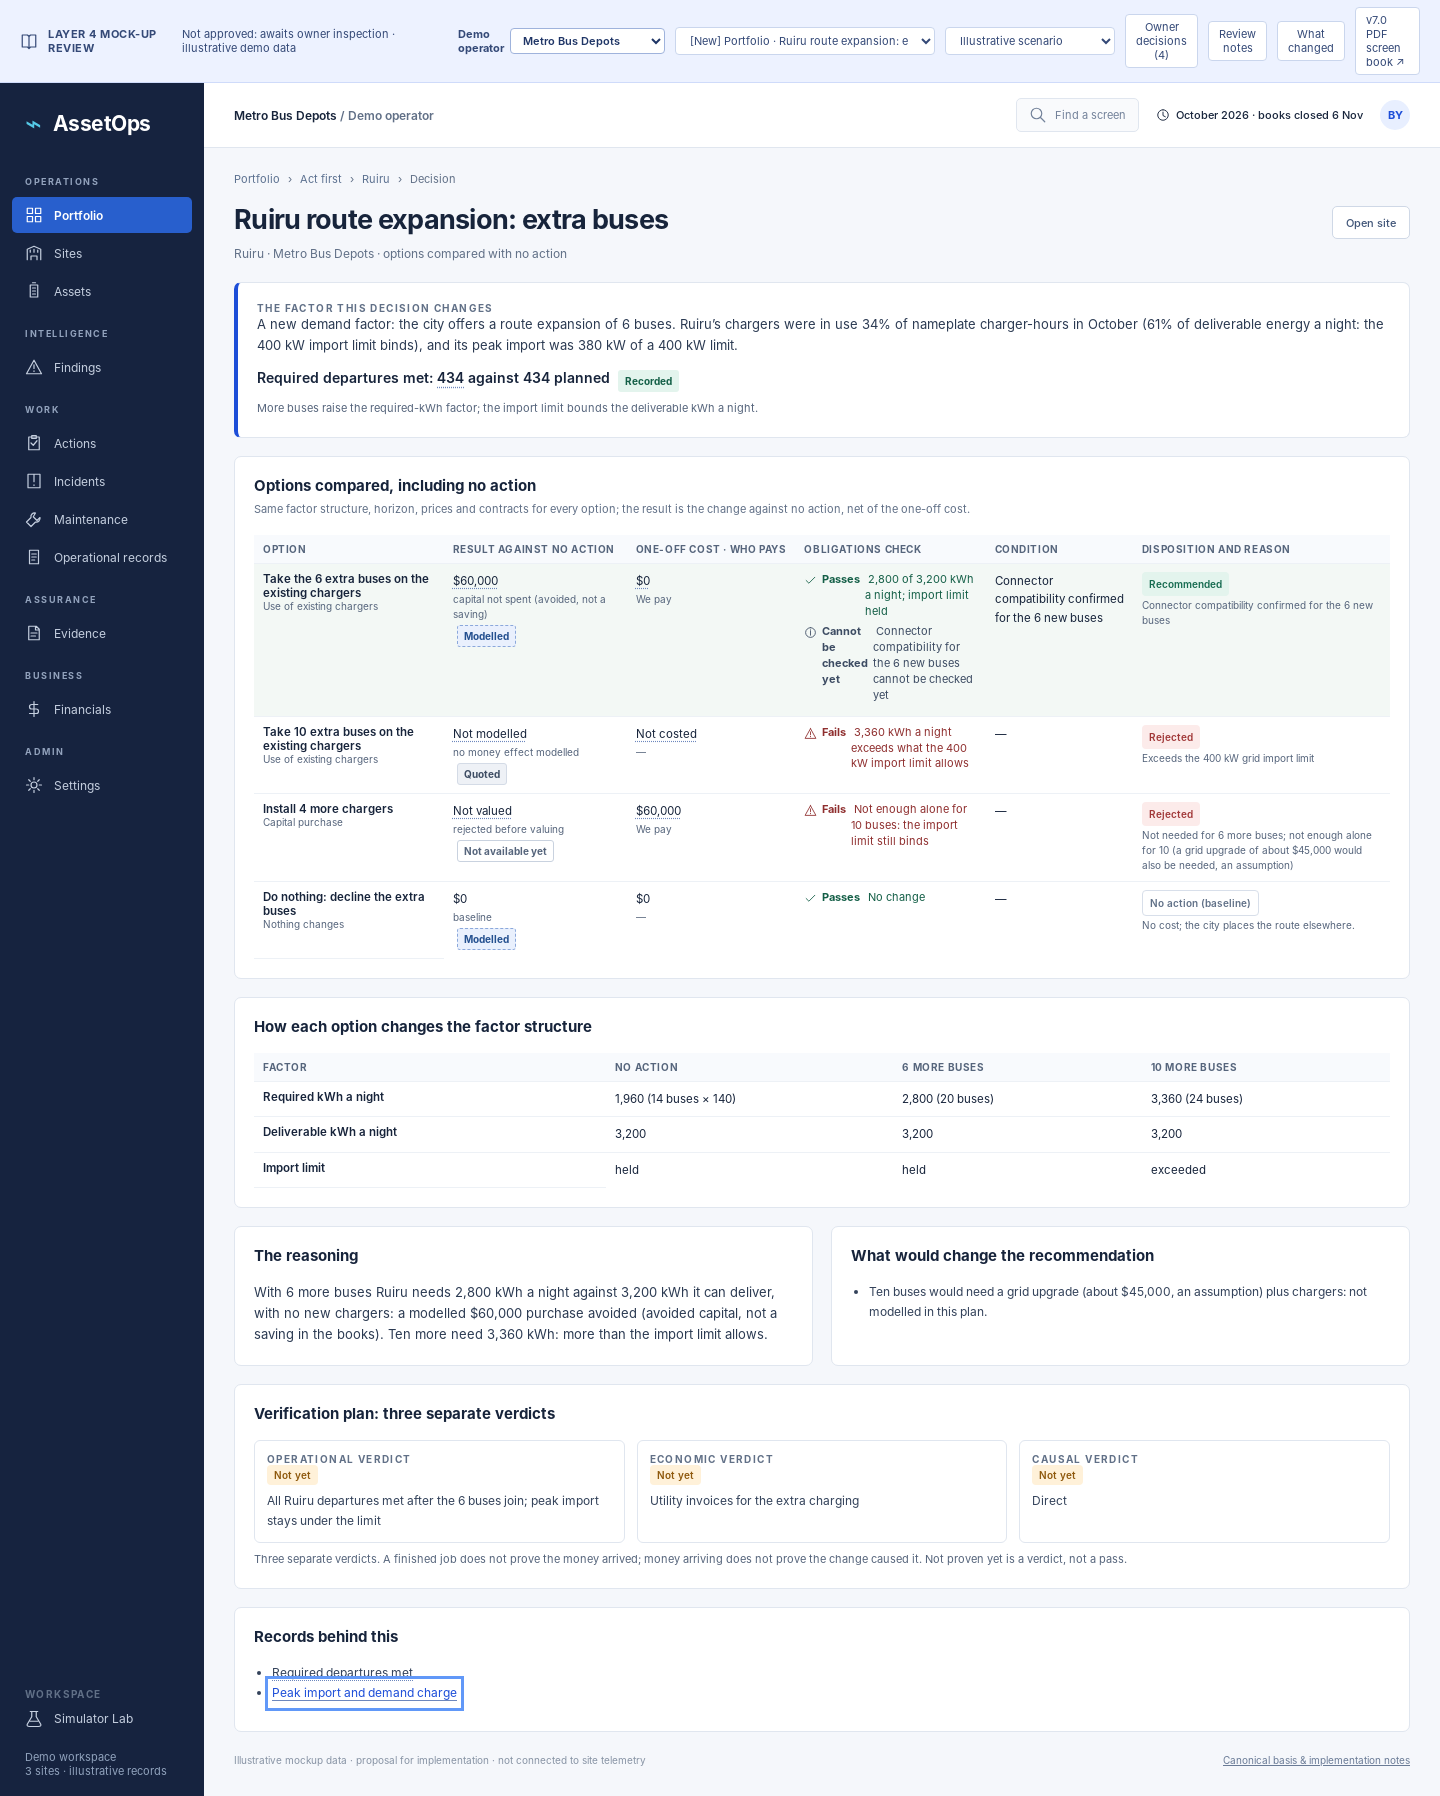 LAYER 4 MOCK-UP
REVIEW
Not approved: awaits owner inspection ·
illustrative demo data
Demo
operator
Metro Bus Depots
[New] Portfolio · Ruiru route expansion: e
Illustrative scenario
Owner
decisions
(4)
Review
notes
What
changed
v7.0
PDF
screen
book ↗
AssetOps
OPERATIONS
Portfolio
Sites
Assets
INTELLIGENCE
Findings
WORK
Actions
Incidents
Maintenance
Operational records
ASSURANCE
Evidence
BUSINESS
Financials
ADMIN
Settings
WORKSPACE
Simulator Lab
Demo workspace
3 sites · illustrative records
Metro Bus Depots / Demo operator
Find a screen
October 2026 · books closed 6 Nov
BY
Portfolio › Act first › Ruiru › Decision
Ruiru route expansion: extra buses
Open site
Ruiru · Metro Bus Depots · options compared with no action
THE FACTOR THIS DECISION CHANGES
A new demand factor: the city offers a route expansion of 6 buses. Ruiru's chargers were in use 34% of nameplate charger-hours in October (61% of deliverable energy a night: the
400 kW import limit binds), and its peak import was 380 kW of a 400 kW limit.
Required departures met: 434 against 434 planned Recorded
More buses raise the required-kWh factor; the import limit bounds the deliverable kWh a night.
Options compared, including no action
Same factor structure, horizon, prices and contracts for every option; the result is the change against no action, net of the one-off cost.
OPTION RESULT AGAINST NO ACTION ONE-OFF COST · WHO PAYS OBLIGATIONS CHECK CONDITION DISPOSITION AND REASON
Take the 6 extra buses on the
existing chargers
Use of existing chargers
$60,000
capital not spent (avoided, not a
saving)
Modelled
$0
We pay
Passes 2,800 of 3,200 kWh
a night; import limit
held
Cannot
be
checked
yet
Connector
compatibility for
the 6 new buses
cannot be checked
yet
Connector
compatibility confirmed
for the 6 new buses
Recommended
Connector compatibility confirmed for the 6 new
buses
Take 10 extra buses on the
existing chargers
Use of existing chargers
Not modelled
no money effect modelled
Quoted
Not costed
—
Fails 3,360 kWh a night
exceeds what the 400
kW import limit allows
—
Rejected
Exceeds the 400 kW grid import limit
Install 4 more chargers
Capital purchase
Not valued
rejected before valuing
Not available yet
$60,000
We pay
Fails Not enough alone for
10 buses: the import
limit still binds
—
Rejected
Not needed for 6 more buses; not enough alone
for 10 (a grid upgrade of about $45,000 would
also be needed, an assumption)
Do nothing: decline the extra
buses
Nothing changes
$0
baseline
Modelled
$0
—
Passes No change
—
No action (baseline)
No cost; the city places the route elsewhere.
How each option changes the factor structure
FACTOR NO ACTION 6 MORE BUSES 10 MORE BUSES
Required kWh a night 1,960 (14 buses × 140) 2,800 (20 buses) 3,360 (24 buses)
Deliverable kWh a night 3,200 3,200 3,200
Import limit held held exceeded
The reasoning
With 6 more buses Ruiru needs 2,800 kWh a night against 3,200 kWh it can deliver,
with no new chargers: a modelled $60,000 purchase avoided (avoided capital, not a
saving in the books). Ten more need 3,360 kWh: more than the import limit allows.
What would change the recommendation
• Ten buses would need a grid upgrade (about $45,000, an assumption) plus chargers: not
modelled in this plan.
Verification plan: three separate verdicts
OPERATIONAL VERDICT
Not yet
All Ruiru departures met after the 6 buses join; peak import
stays under the limit
ECONOMIC VERDICT
Not yet
Utility invoices for the extra charging
CAUSAL VERDICT
Not yet
Direct
Three separate verdicts. A finished job does not prove the money arrived; money arriving does not prove the change caused it. Not proven yet is a verdict, not a pass.
Records behind this
• Required departures met
• Peak import and demand charge
Illustrative mockup data · proposal for implementation · not connected to site telemetry
Canonical basis & implementation notes